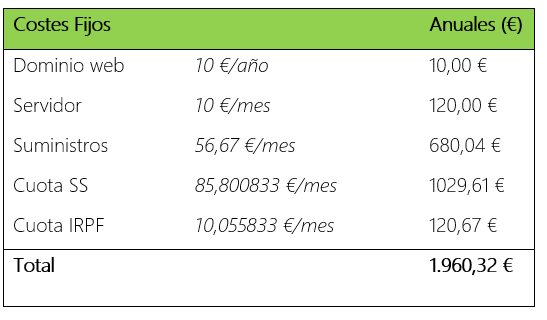 Costes Fijos Anuales (€)
Dominio web 10 €/año 10,00 €
Servidor 10 €/mes 120,00 €
Suministros 56,67 €/mes 680,04 €
Cuota SS 85,800833 €/mes 1029,61 €
Cuota IRPF 10,055833 €/mes 120,67 €
Total 1.960,32 €